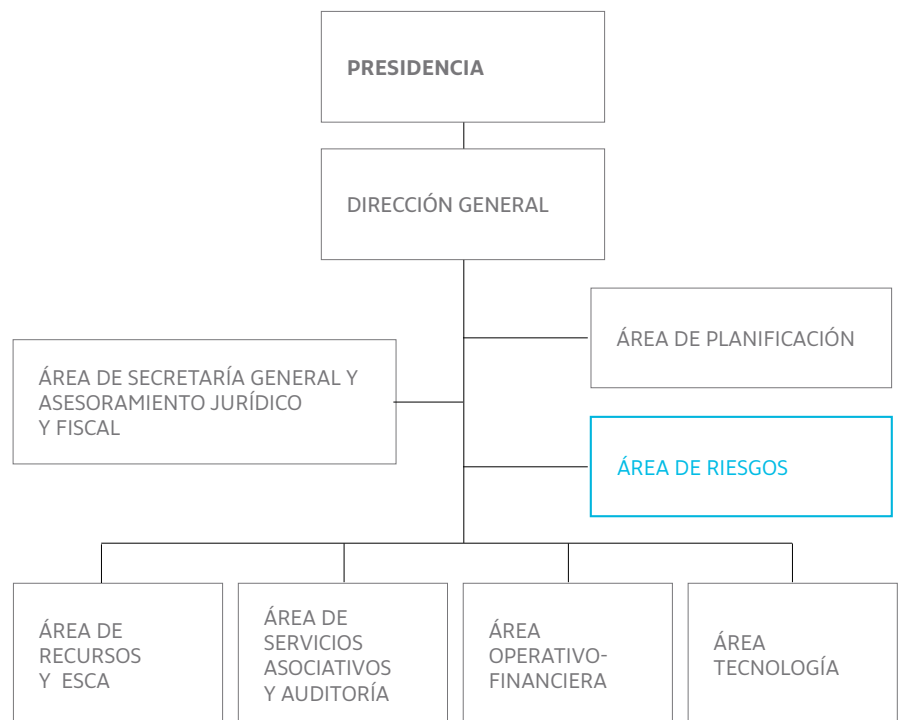 PRESIDENCIA
DIRECCIÓN GENERAL
ÁREA DE PLANIFICACIÓN
ÁREA DE SECRETARÍA GENERAL Y
ASESORAMIENTO JURÍDICO
Y FISCAL
ÁREA DE RIESGOS
ÁREA DE
RECURSOS
Y ESCA
ÁREA DE
SERVICIOS
ASOCIATIVOS
Y AUDITORÍA
ÁREA
OPERATIVO-
FINANCIERA
ÁREA
TECNOLOGÍA